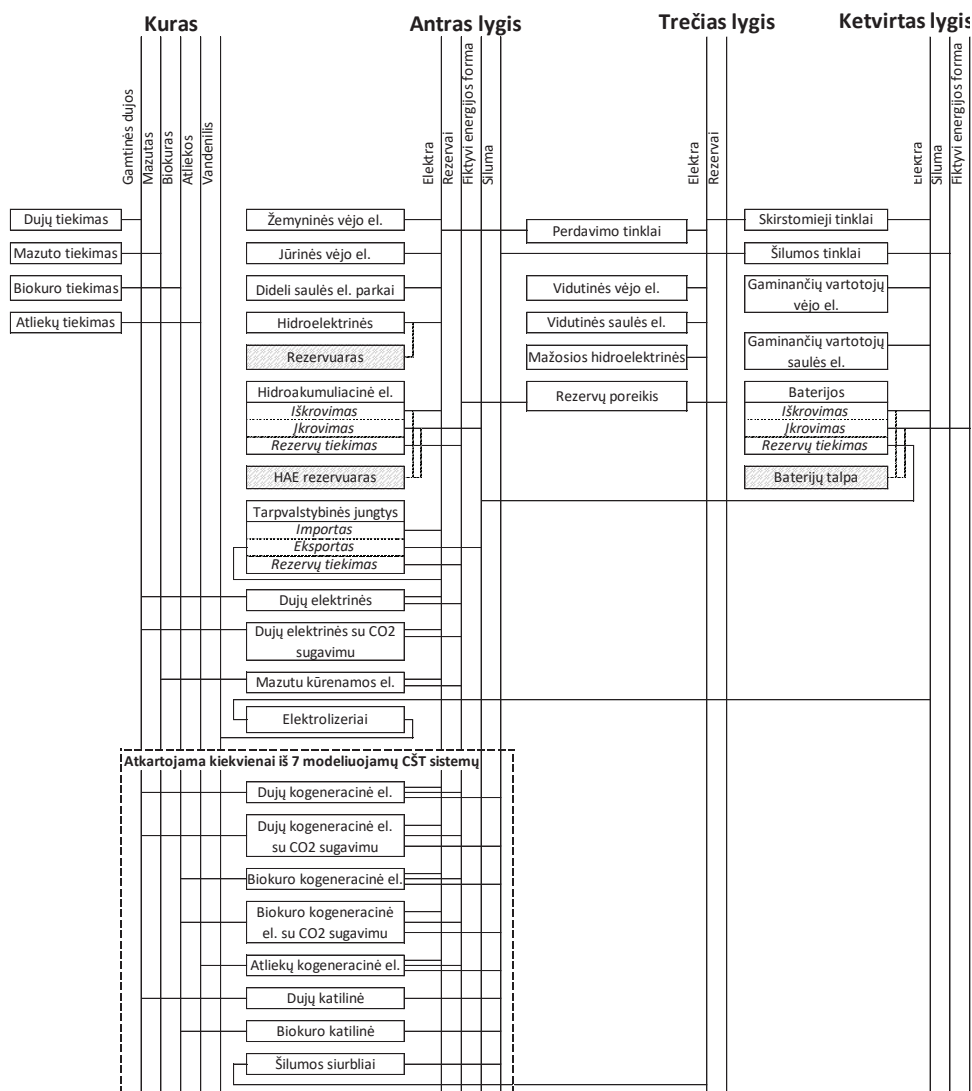 Kuras
Antras lygis
Trečias lygis
Ketvirtas lygis
Gamtinės dujos
Mazutas
Biokuras
Atliekos
Vandenilis
Elektra
Rezervai
Fiktyvi energijos forma
Šiluma
Elektra
Rezervai
Elektra
Šiluma
Fiktyvi energijos forma
Dujų tiekimas
Mazuto tiekimas
Biokuro tiekimas
Atliekų tiekimas
Žemyninės vėjo el.
Jūrinės vėjo el.
Dideli saulės el. parkai
Hidroelektrinės
Rezervuaras
Hidroakumuliacinė el.
Iškrovimas
Įkrovimas
Rezervų tiekimas
HAE rezervuaras
Tarpvalstybinės jungtys
Importas
Eksportas
Rezervų tiekimas
Dujų elektrinės
Dujų elektrinės su CO2
sugavimu
Mazutu kūrenamos el.
Elektrolizeriai
Perdavimo tinklai
Vidutinės vėjo el.
Vidutinės saulės el.
Mažosios hidroelektrinės
Rezervų poreikis
Skirstomieji tinklai
Šilumos tinklai
Gaminančių vartotojų
vėjo el.
Gaminančių vartotojų
saulės el.
Baterijos
Iškrovimas
Įkrovimas
Rezervų tiekimas
Baterijų talpa
Atkartojama kiekvienai iš 7 modeliuojamų CŠT sistemų
Dujų kogeneracinė el.
Dujų kogeneracinė el.
su CO2 sugavimu
Biokuro kogeneracinė el.
Biokuro kogeneracinė
el. su CO2 sugavimu
Atliekų kogeneracinė el.
Dujų katilinė
Biokuro katilinė
Šilumos siurbliai